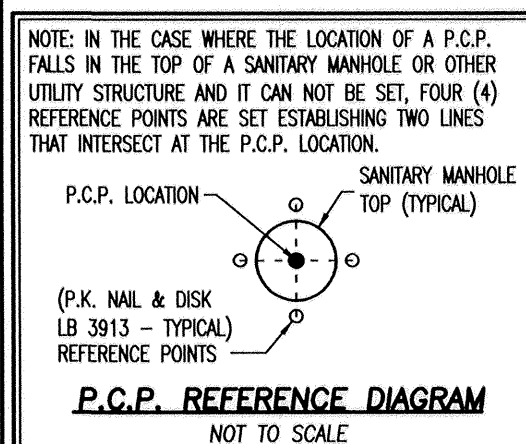 NOTE: IN THE CASE WHERE THE LOCATION OF A P.C.P.
FALLS IN THE TOP OF A SANITARY MANHOLE OR OTHER
UTILITY STRUCTURE AND IT CAN NOT BE SET, FOUR (4)
REFERENCE POINTS ARE SET ESTABLISHING TWO LINES
THAT INTERSECT AT THE P.C.P. LOCATION.
P.C.P. LOCATION
SANITARY MANHOLE
TOP (TYPICAL)
(P.K. NAIL & DISK
LB 3913 – TYPICAL)
REFERENCE POINTS
P.C.P. REFERENCE DIAGRAM
NOT TO SCALE